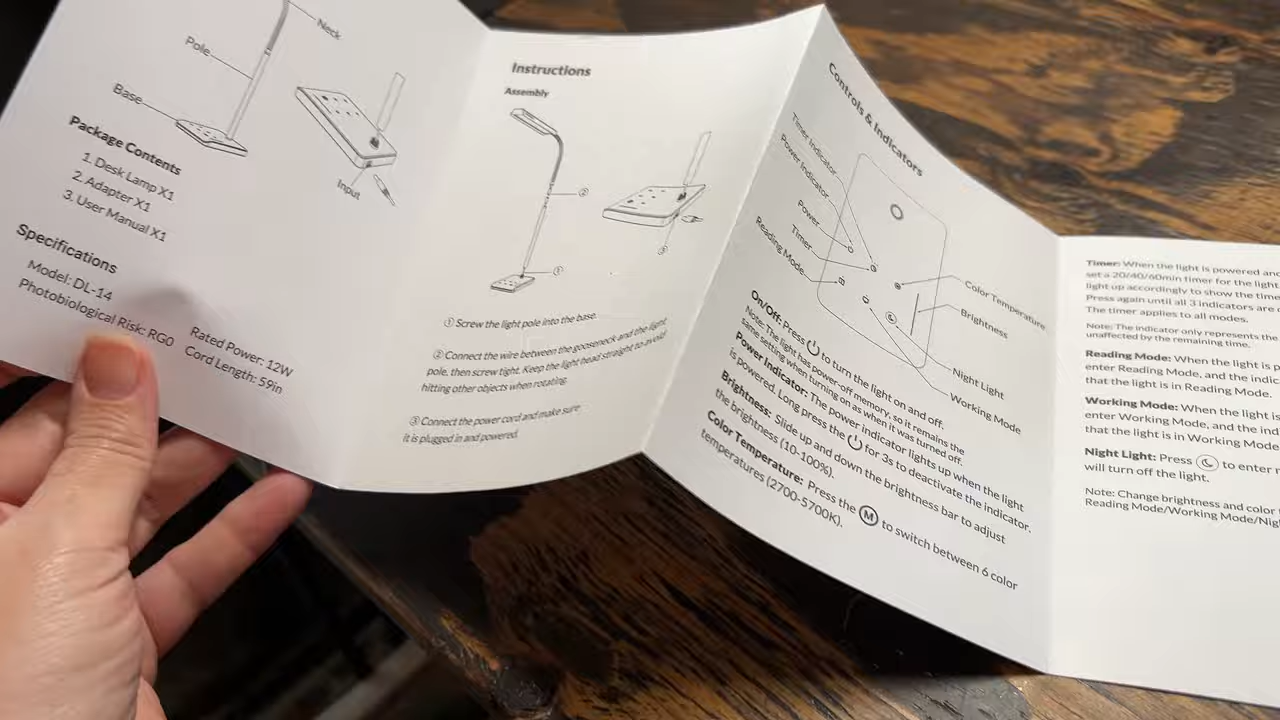 Neck
Pole
Base
Input
Package Contents
1. Desk Lamp X1
2. Adapter X1
3. User Manual X1
Specifications
Model: DL-14
Photobiological Risk: RG0
Rated Power: 12W
Cord Length: 59in
Instructions
Assembly
②
①
③
① Screw the light pole into the base.
② Connect the wire between the gooseneck and the light
pole, then screw tight. Keep the light head straight to avoid
hitting other objects when rotating.
③ Connect the power cord and make sure
it is plugged in and powered.
Controls & Indicators
Timer Indicator
Power Indicator
Power
Timer
Reading Mode
Color Temperature
Brightness
Night Light
Working Mode
On/Off: Press to turn the light on and off.
Note: The light has power-off memory, so it remains the
same setting when turning on as when it was turned off.
Power Indicator: The power indicator lights up when the light
is powered. Long press the for 3s to deactivate the indicator.
Brightness: Slide up and down the brightness bar to adjust
the brightness (10-100%).
Color Temperature: Press the M to switch between 6 color
temperatures (2700-5700K).
Timer: When the light is powered and
set a 20/40/60min timer for the light.
light up accordingly to show the time
Press again until all 3 indicators are
The timer applies to all modes.
Note: The indicator only represents the
unaffected by the remaining time.
Reading Mode: When the light is
enter Reading Mode, and the
that the light is in Reading Mode.
Working Mode: When the light is
enter Working Mode, and the
that the light is in Working Mode
Night Light: Press to enter
will turn off the light.
Note: Change brightness and color
Reading Mode/Working Mode/